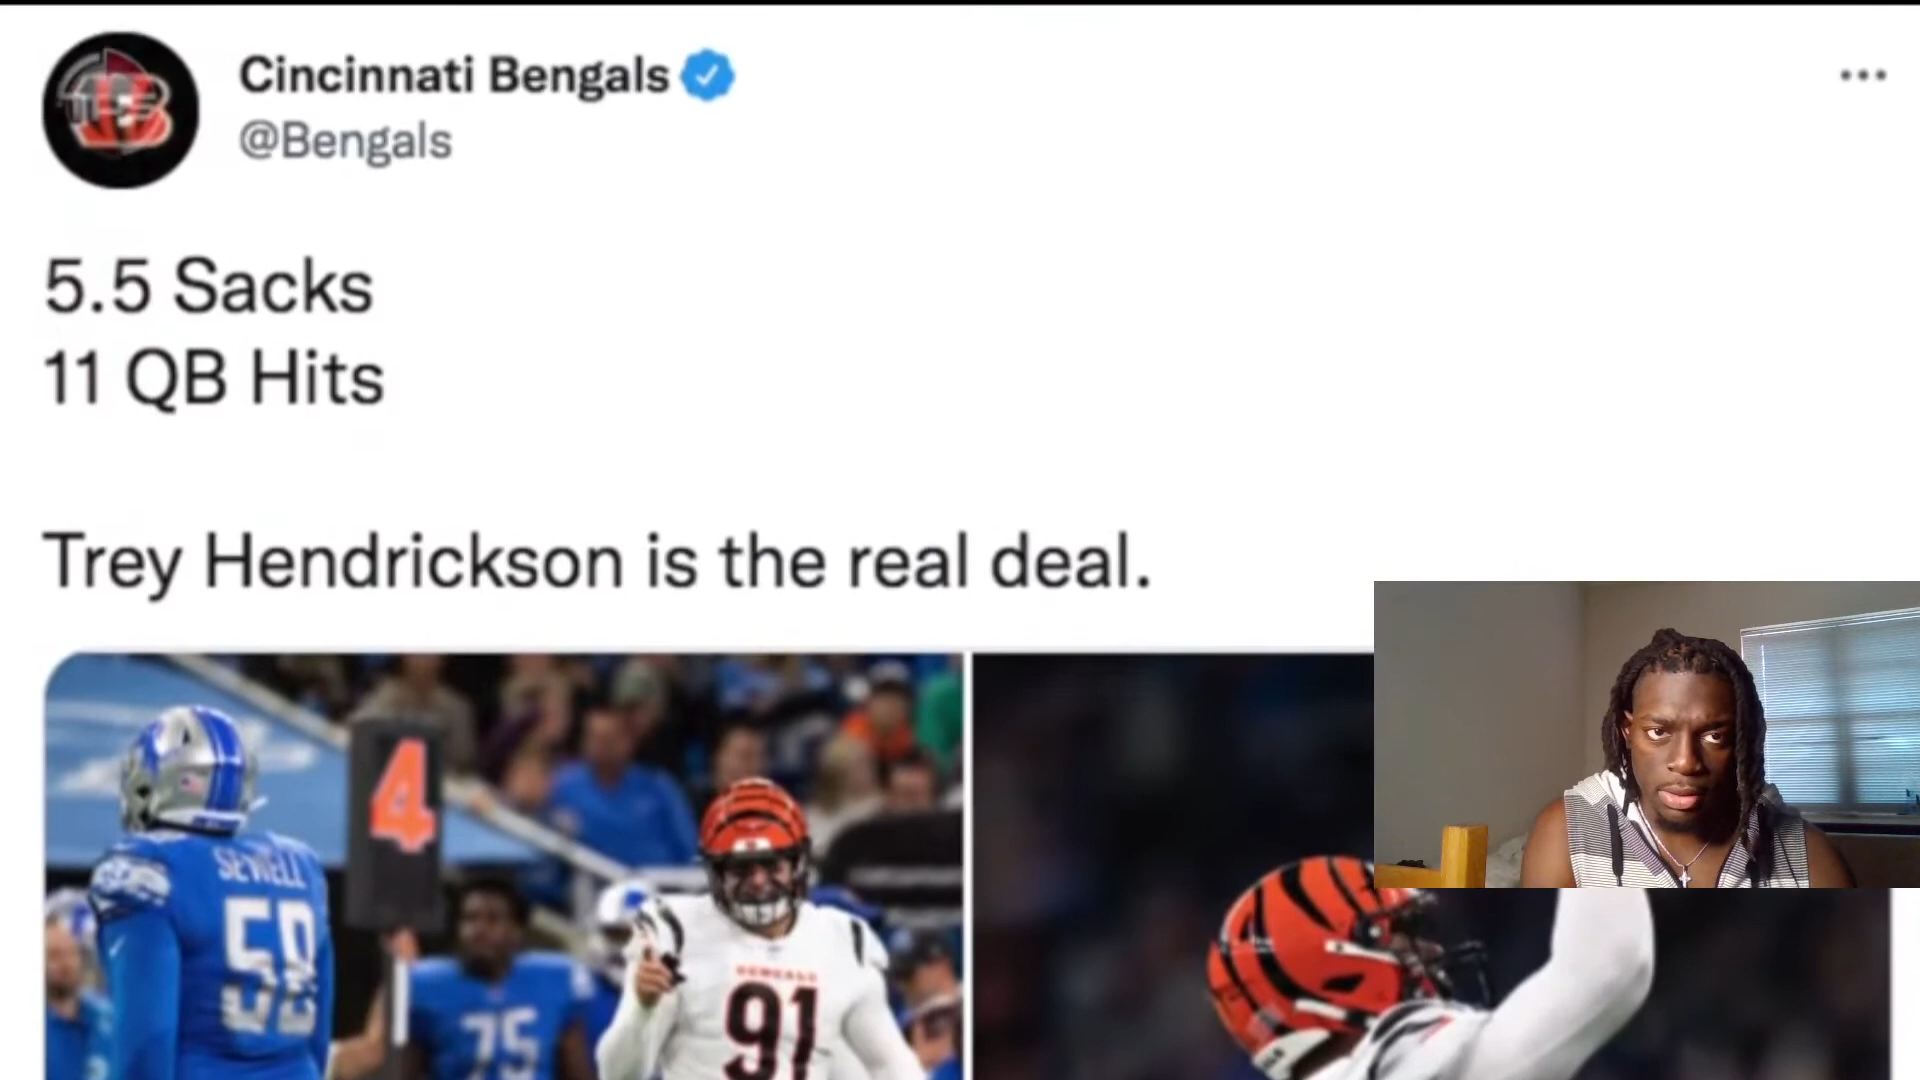 Cincinnati Bengals
@Bengals
5.5 Sacks
11 QB Hits
Trey Hendrickson is the real deal.
4
SEWELL
58
75
BENGALS
91